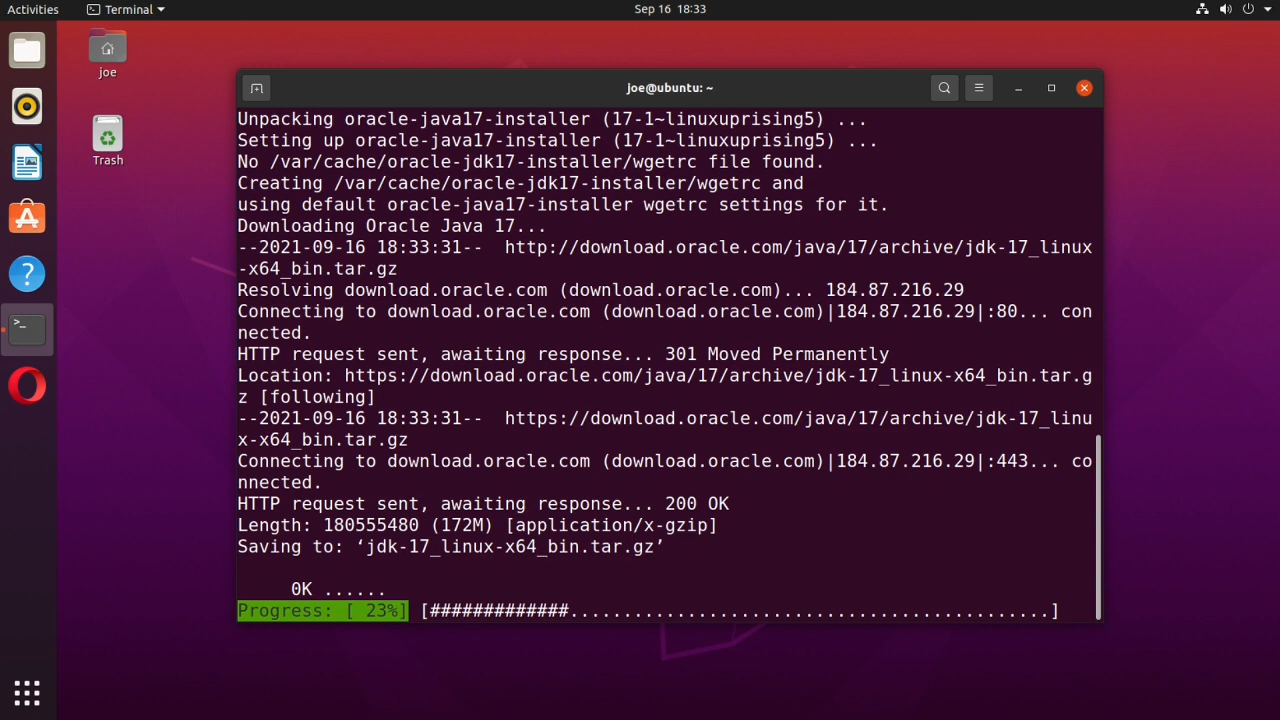 Activities Terminal Sep 16 18:33
joe
Trash
joe@ubuntu: ~
Unpacking oracle-java17-installer (17-1~linuxuprising5) ...
Setting up oracle-java17-installer (17-1~linuxuprising5) ...
No /var/cache/oracle-jdk17-installer/wgetrc file found.
Creating /var/cache/oracle-jdk17-installer/wgetrc and
using default oracle-java17-installer wgetrc settings for it.
Downloading Oracle Java 17...
--2021-09-16 18:33:31--  http://download.oracle.com/java/17/archive/jdk-17_linux
-x64_bin.tar.gz
Resolving download.oracle.com (download.oracle.com)... 184.87.216.29
Connecting to download.oracle.com (download.oracle.com)|184.87.216.29|:80... con
nected.
HTTP request sent, awaiting response... 301 Moved Permanently
Location: https://download.oracle.com/java/17/archive/jdk-17_linux-x64_bin.tar.g
z [following]
--2021-09-16 18:33:31--  https://download.oracle.com/java/17/archive/jdk-17_linu
x-x64_bin.tar.gz
Connecting to download.oracle.com (download.oracle.com)|184.87.216.29|:443... co
nnected.
HTTP request sent, awaiting response... 200 OK
Length: 180555480 (172M) [application/x-gzip]
Saving to: ‘jdk-17_linux-x64_bin.tar.gz’
0K ......
Progress: [ 23%] [#############.............................................]